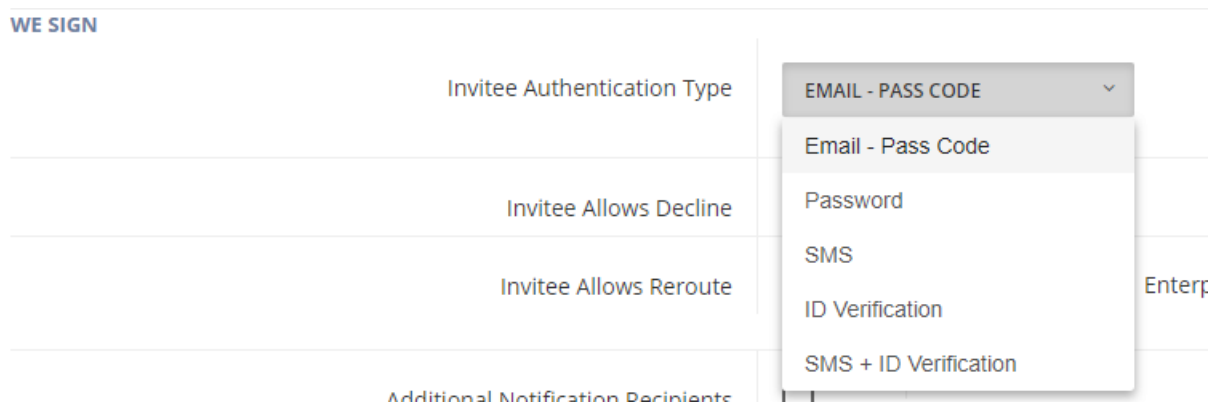 WE SIGN
Invitee Authentication Type
EMAIL - PASS CODE
Email - Pass Code
Password
SMS
ID Verification
SMS + ID Verification
Invitee Allows Decline
Invitee Allows Reroute
Enterp
Additional Notification Recipients